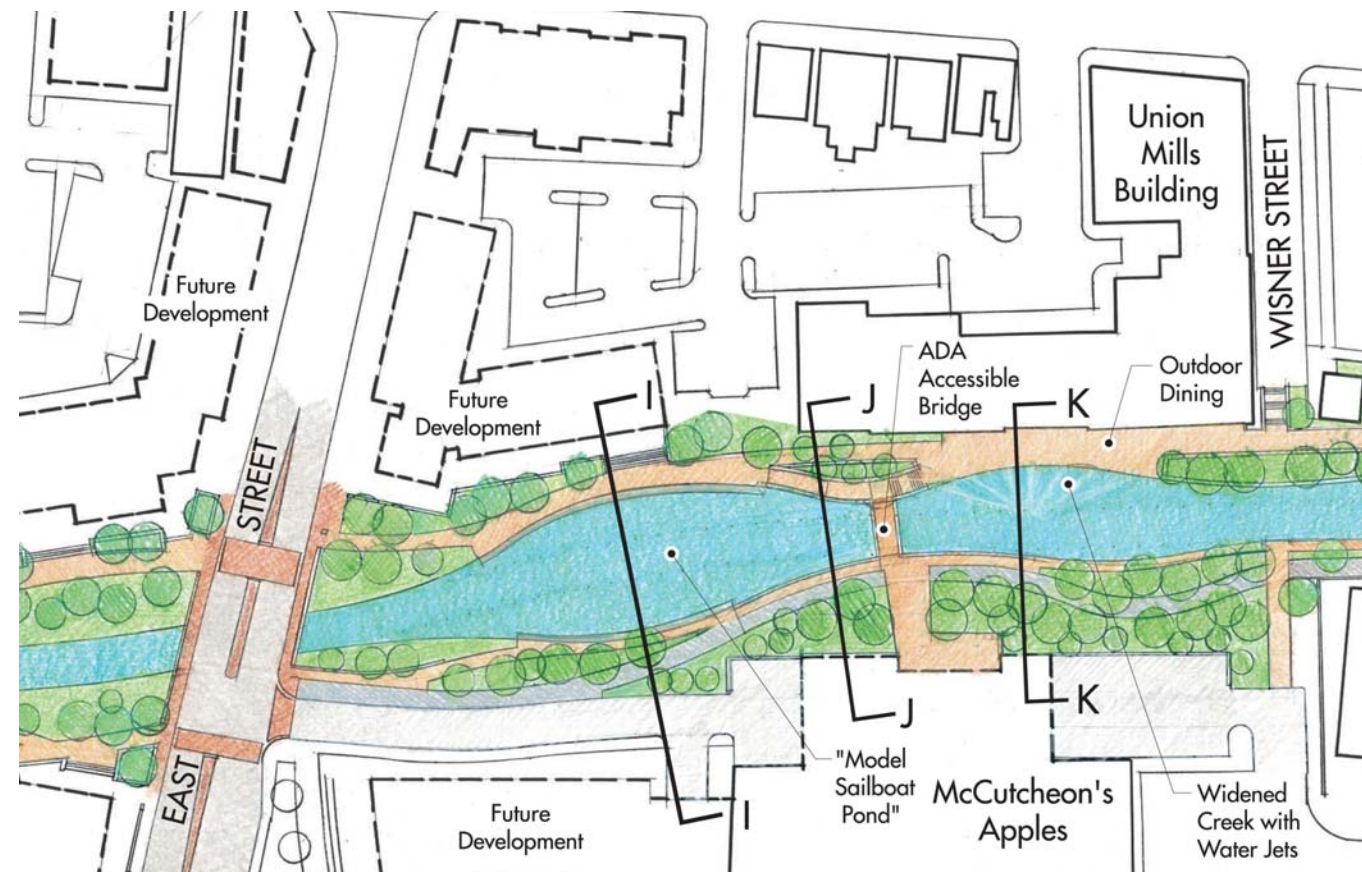 Union
Mills
Building
WISNER STREET
Future
Development
ADA
Accessible
Bridge
Outdoor
Dining
Future
Development
I
J
K
EAST STREET
I
J
K
"Model
Sailboat
Pond"
McCutcheon's
Apples
Widened
Creek with
Water Jets
Future
Development